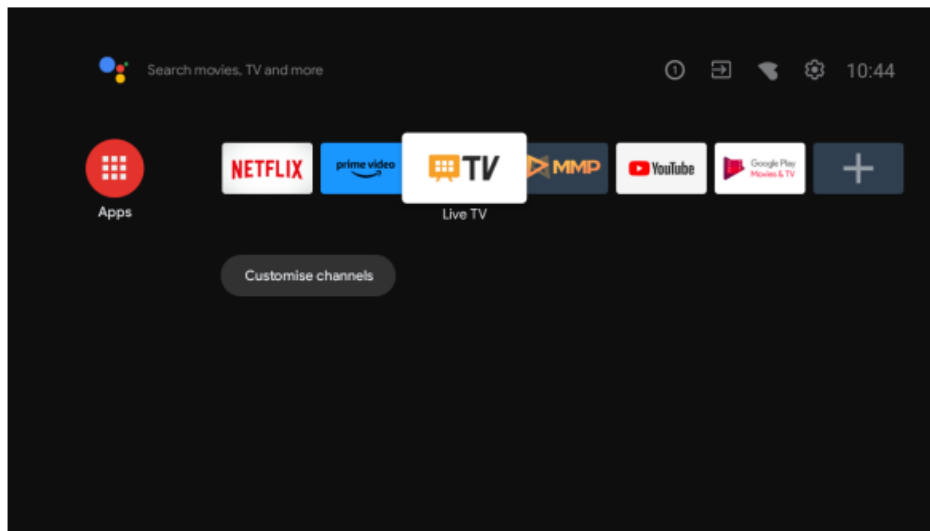 Search movies, TV and more
1
10:44
NETFLIX
prime video
TV
MMP
YouTube
Google Play
Movies & TV
Apps
Live TV
Customise channels